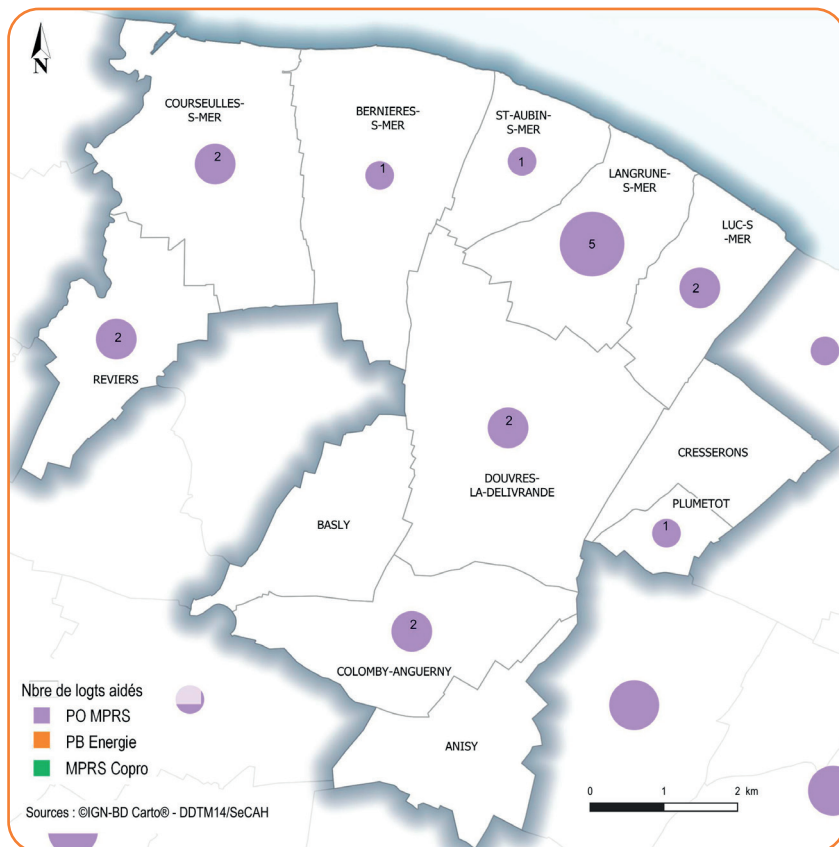 N
COURSEULLES-
S-MER
2
BERNIERES-
S-MER
1
ST-AUBIN-
S-MER
1
LANGRUNE-
S-MER
5
LUC-S
-MER
2
2
REVIERS
2
DOUVRES-
LA-DELIVRANDE
CRESSERONS
PLUMETOT
1
BASLY
2
COLOMBY-ANGUERNY
ANISY
Nbre de logts aidés
PO MPRS
PB Energie
MPRS Copro
Sources : ©IGN-BD Carto® - DDTM14/SeCAH
0 1 2 km